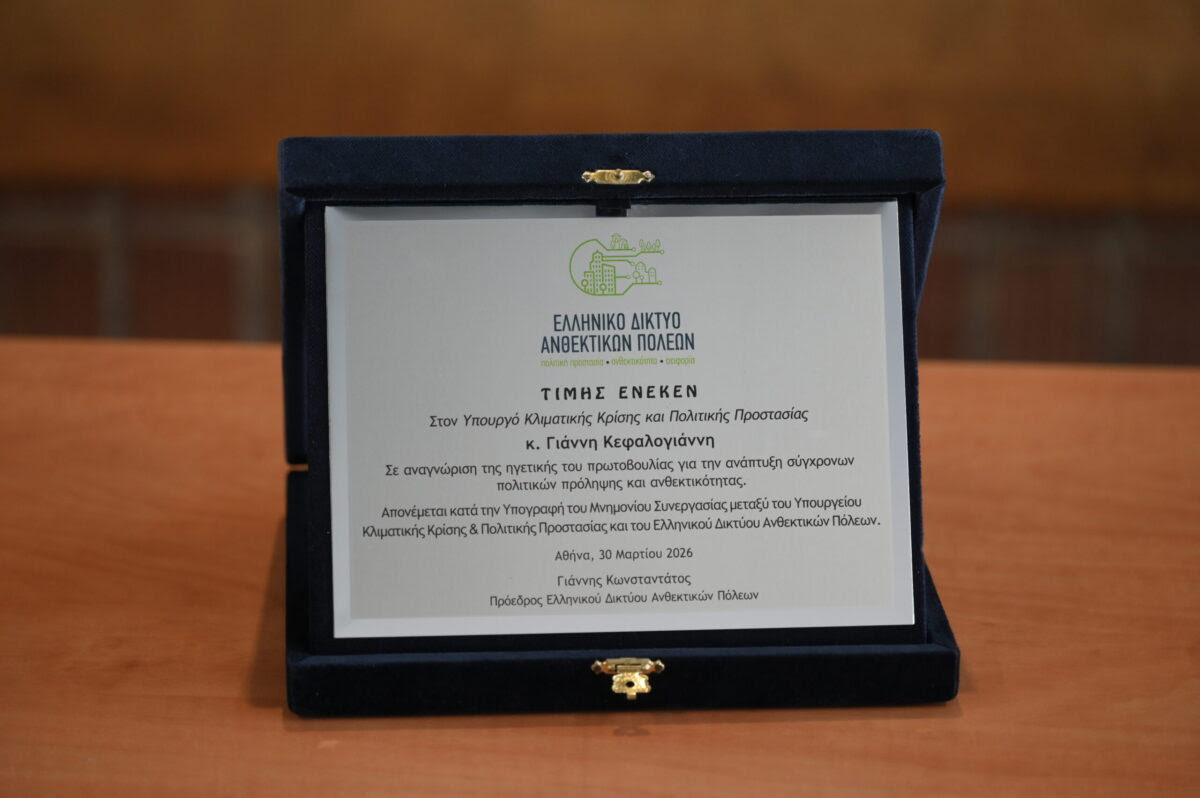 ΕΛΛΗΝΙΚΟ ΔΙΚΤΥΟ
ΑΝΘΕΚΤΙΚΩΝ ΠΟΛΕΩΝ
πολιτική προστασία • ανθεκτικότητα • αειφορία
ΤΙΜΗΣ ΕΝΕΚΕΝ
Στον Υπουργό Κλιματικής Κρίσης και Πολιτικής Προστασίας
κ. Γιάννη Κεφαλογιάννη
Σε αναγνώριση της ηγετικής του πρωτοβουλίας για την ανάπτυξη σύγχρονων
πολιτικών πρόληψης και ανθεκτικότητας.
Απονέμεται κατά την Υπογραφή του Μνημονίου Συνεργασίας μεταξύ του Υπουργείου
Κλιματικής Κρίσης & Πολιτικής Προστασίας και του Ελληνικού Δικτύου Ανθεκτικών Πόλεων.
Αθήνα, 30 Μαρτίου 2026
Γιάννης Κωνσταντάτος
Πρόεδρος Ελληνικού Δικτύου Ανθεκτικών Πόλεων